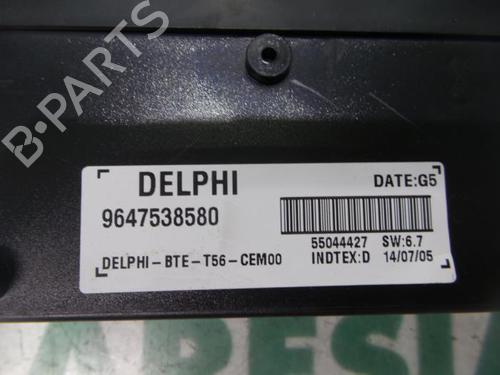 B-PARTS
DELPHI
DATE:G5
9647538580
55044427 SW:6.7
DELPHI-BTE-T56-CEM00
INDTEX:D 14/07/05